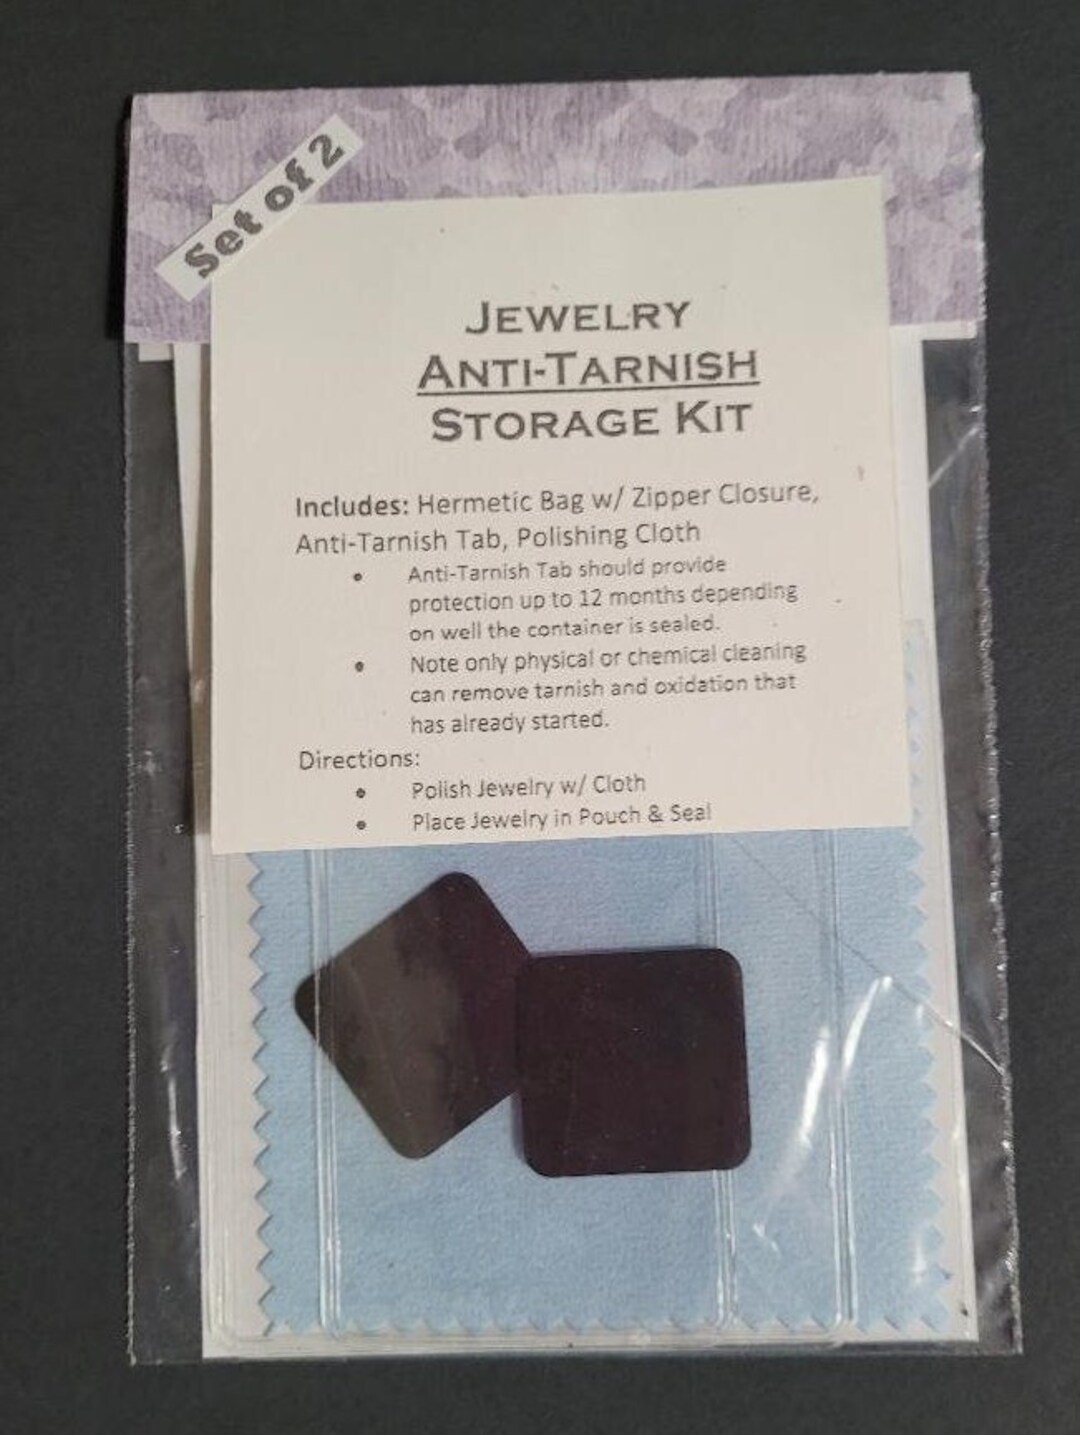 Set of 2
JEWELRY
ANTI-TARNISH
STORAGE KIT
Includes: Hermetic Bag w/ Zipper Closure,
Anti-Tarnish Tab, Polishing Cloth
• Anti-Tarnish Tab should provide
protection up to 12 months depending
on well the container is sealed.
• Note only physical or chemical cleaning
can remove tarnish and oxidation that
has already started.
Directions:
• Polish Jewelry w/ Cloth
• Place Jewelry in Pouch & Seal